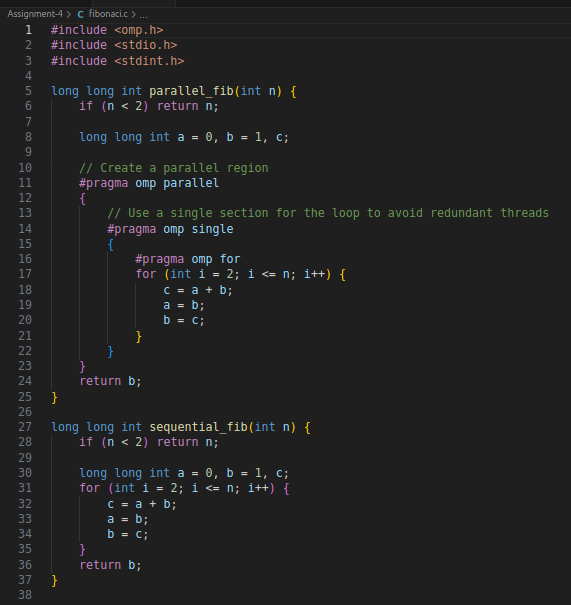 Assignment-4 > C fibonaci.c > ...
1 #include <omp.h>
2 #include <stdio.h>
3 #include <stdint.h>
4
5 long long int parallel_fib(int n) {
6     if (n < 2) return n;
7
8     long long int a = 0, b = 1, c;
9
10     // Create a parallel region
11     #pragma omp parallel
12     {
13         // Use a single section for the loop to avoid redundant threads
14         #pragma omp single
15         {
16             #pragma omp for
17             for (int i = 2; i <= n; i++) {
18                 c = a + b;
19                 a = b;
20                 b = c;
21             }
22         }
23     }
24     return b;
25 }
26
27 long long int sequential_fib(int n) {
28     if (n < 2) return n;
29
30     long long int a = 0, b = 1, c;
31     for (int i = 2; i <= n; i++) {
32         c = a + b;
33         a = b;
34         b = c;
35     }
36     return b;
37 }
38